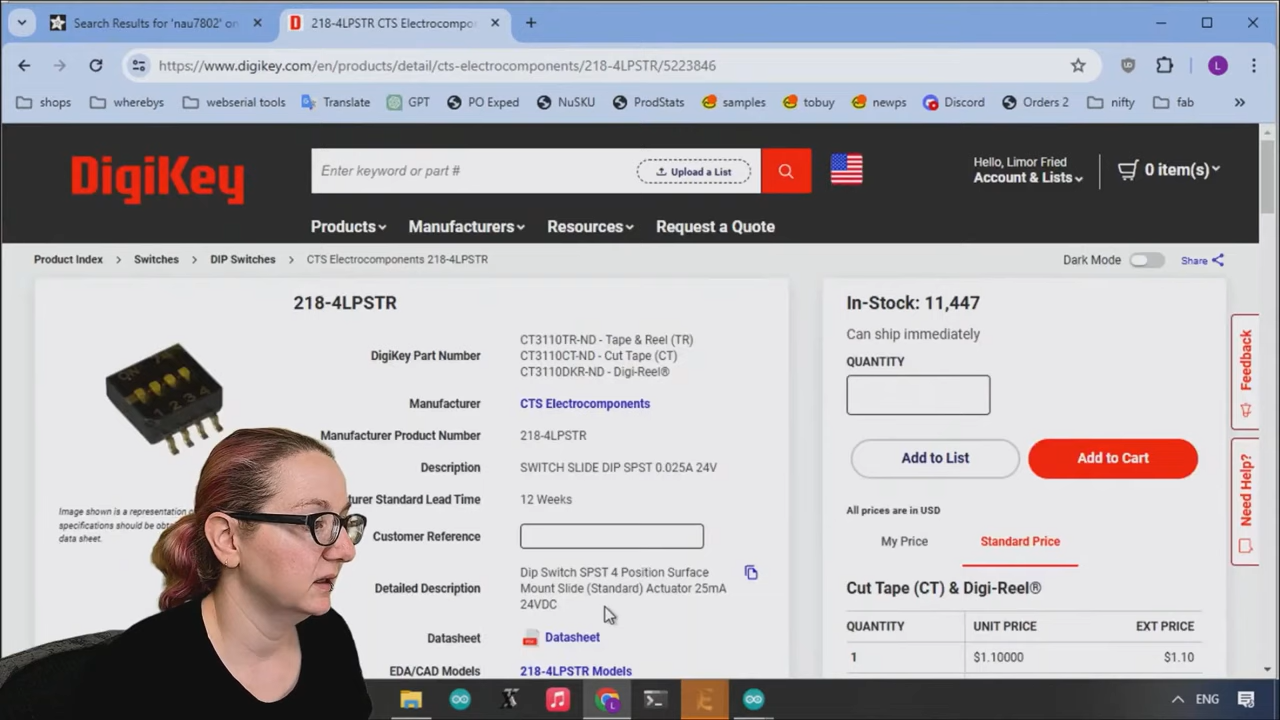 Search Results for 'nau7802' on
218-4LPSTR CTS Electrocompo
https://www.digikey.com/en/products/detail/cts-electrocomponents/218-4LPSTR/5223846
shops
wherebys
webserial tools
Translate
GPT
PO Exped
NuSKU
ProdStats
samples
tobuy
newps
Discord
Orders 2
nifty
fab
DigiKey
Enter keyword or part #
Upload a List
Hello, Limor Fried
Account & Lists
0 item(s)
Products
Manufacturers
Resources
Request a Quote
Product Index > Switches > DIP Switches > CTS Electrocomponents 218-4LPSTR
Dark Mode
Share
218-4LPSTR
DigiKey Part Number
CT3110TR-ND - Tape & Reel (TR)
CT3110CT-ND - Cut Tape (CT)
CT3110DKR-ND - Digi-Reel®
Manufacturer
CTS Electrocomponents
Manufacturer Product Number
218-4LPSTR
Description
SWITCH SLIDE DIP SPST 0.025A 24V
turer Standard Lead Time
12 Weeks
Customer Reference
Detailed Description
Dip Switch SPST 4 Position Surface
Mount Slide (Standard) Actuator 25mA
24VDC
Datasheet
Datasheet
EDA/CAD Models
218-4LPSTR Models
ON
1 2 3 4
Image shown is a representation o
specifications should be obt
data sheet.
In-Stock: 11,447
Can ship immediately
QUANTITY
Add to List
Add to Cart
All prices are in USD
My Price
Standard Price
Cut Tape (CT) & Digi-Reel®
QUANTITY
UNIT PRICE
EXT PRICE
1
$1.10000
$1.10
Feedback
Need Help?
ENG